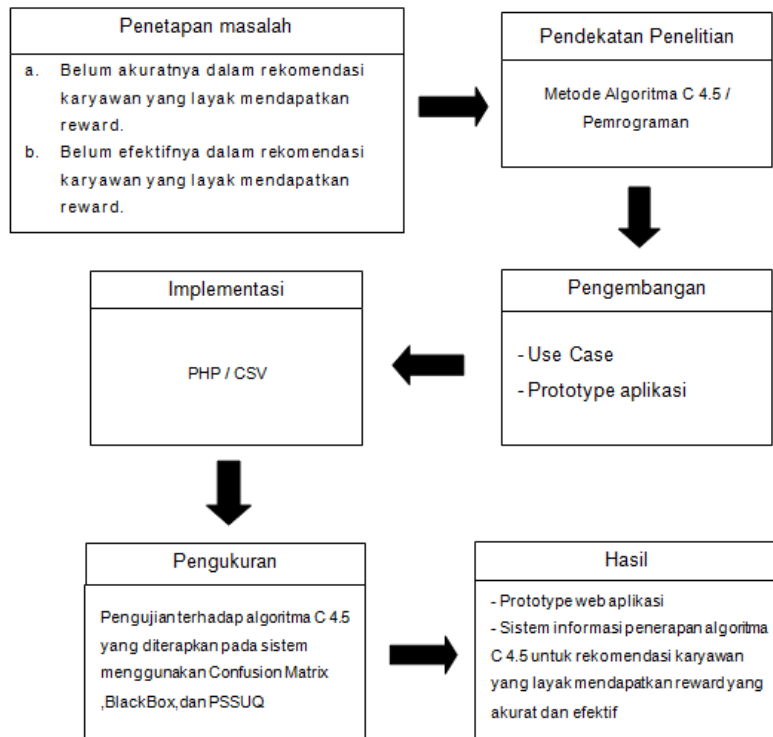 Penetapan masalah
a. Belum akuratnya dalam rekomendasi
karyawan yang layak mendapatkan
reward.
b. Belum efektifnya dalam rekomendasi
karyawan yang layak mendapatkan
reward.
Pendekatan Penelitian
Metode Algoritma C 4.5 /
Pemrograman
Pengembangan
- Use Case
- Prototype aplikasi
Implementasi
PHP / CSV
Pengukuran
Pengujian terhadap algoritma C 4.5
yang diterapkan pada sistem
menggunakan Confusion Matrix
,BlackBox,dan PSSUQ
Hasil
- Prototype web aplikasi
- Sistem informasi penerapan algoritma
C 4.5 untuk rekomendasi karyawan
yang layak mendapatkan reward yang
akurat dan efektif